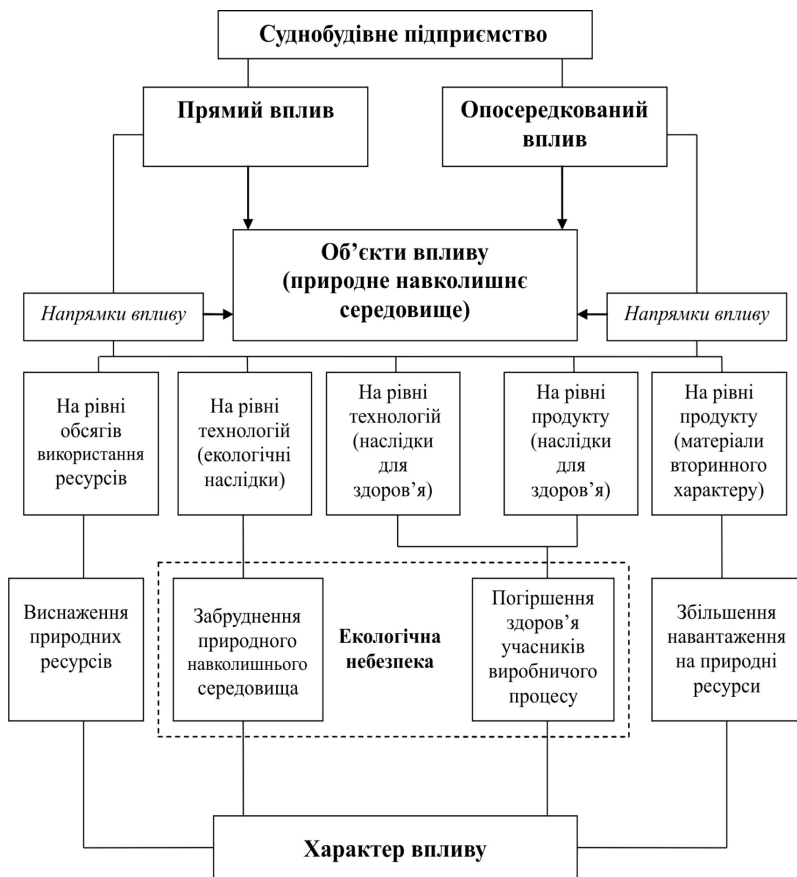 Суднобудівне підприємство
Прямий вплив
Опосередкований
вплив
Об’єкти впливу
(природне навколишнє
середовище)
Напрямки впливу
Напрямки впливу
На рівні
обсягів
використання
ресурсів
На рівні
технологій
(екологічні
наслідки)
На рівні
технологій
(наслідки
для
здоров’я)
На рівні
продукту
(наслідки
для
здоров’я)
На рівні
продукту
(матеріали
вторинного
характеру)
Виснаження
природних
ресурсів
Забруднення
природного
навколишнього
середовища
Екологічна
небезпека
Погіршення
здоров’я
учасників
виробничого
процесу
Збільшення
навантаження
на природні
ресурси
Характер впливу